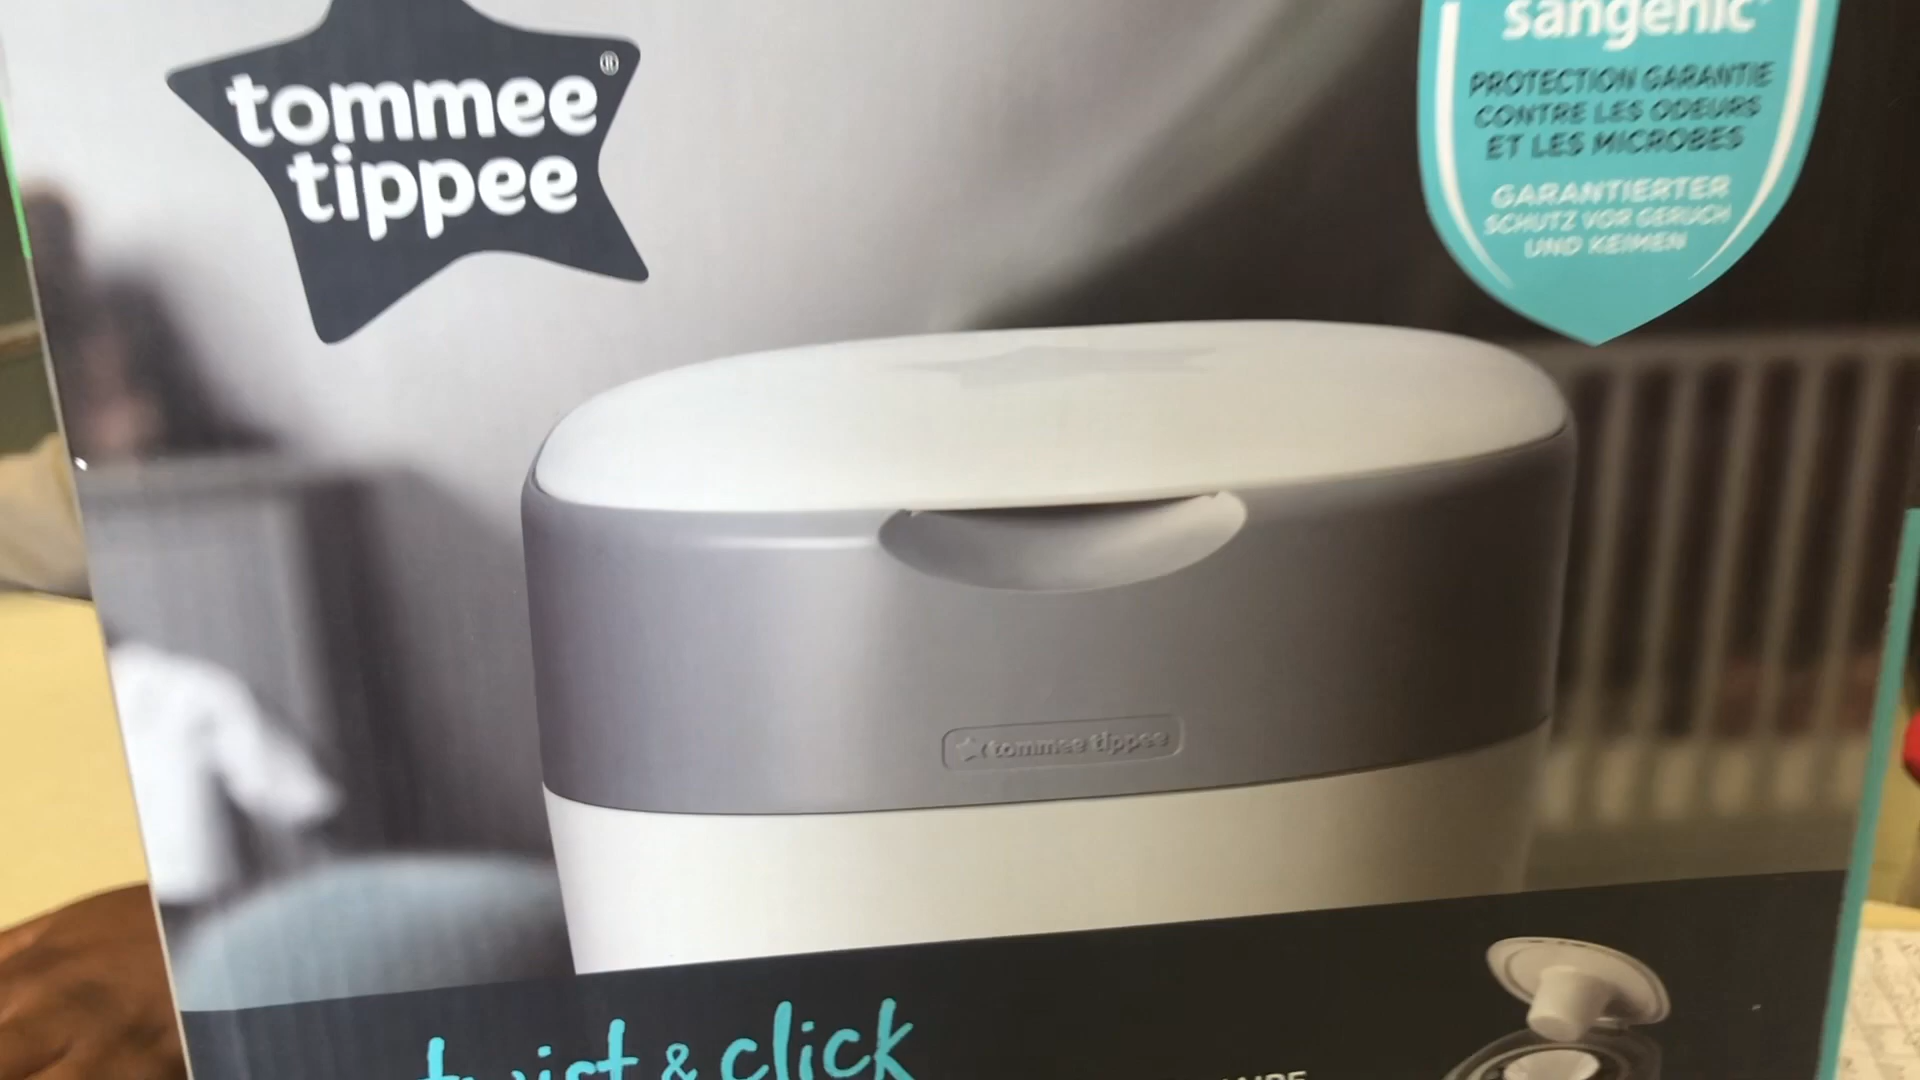 tommee
tippee
®
sangenic
PROTECTION GARANTIE
CONTRE LES ODEURS
ET LES MICROBES
GARANTIERTER
SCHUTZ VOR GERUCH
UND KEIMEN
tommee tippee
twist & click